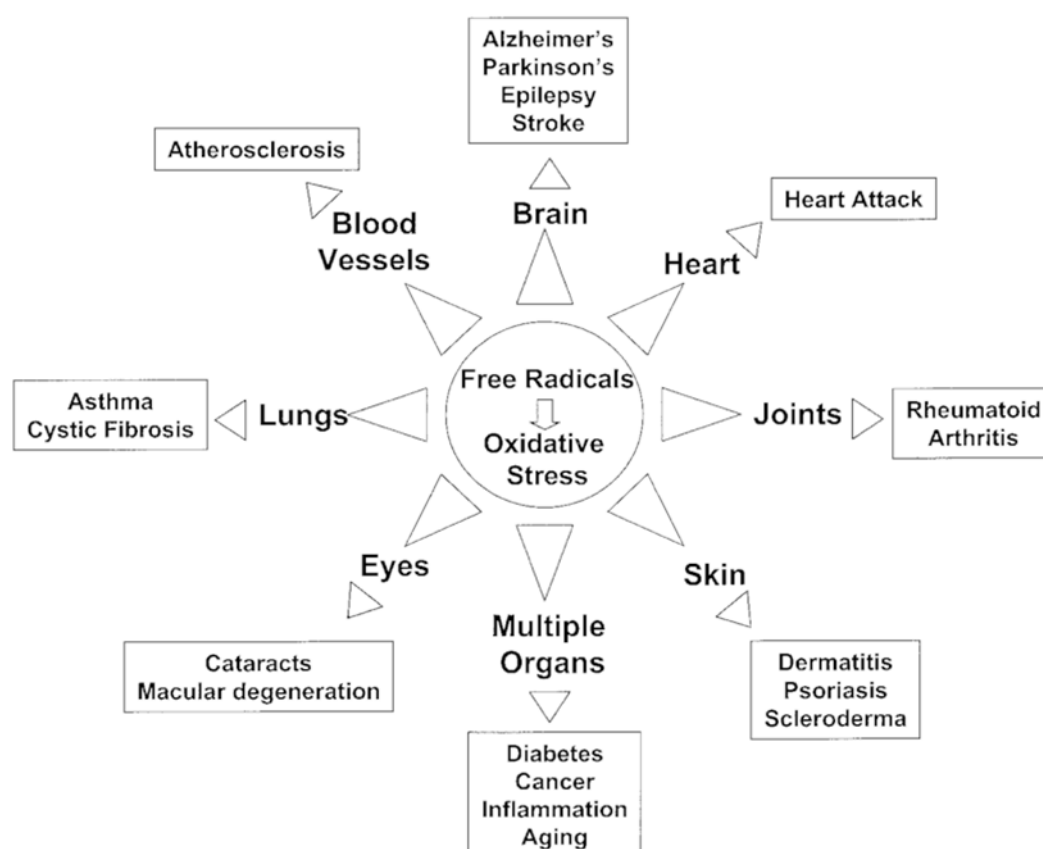 Alzheimer's
Parkinson's
Epilepsy
Stroke
Brain
Atherosclerosis
Blood
Vessels
Heart Attack
Heart
Free Radicals
Oxidative
Stress
Asthma
Cystic Fibrosis
Lungs
Joints
Rheumatoid
Arthritis
Eyes
Cataracts
Macular degeneration
Multiple
Organs
Diabetes
Cancer
Inflammation
Aging
Skin
Dermatitis
Psoriasis
Scleroderma